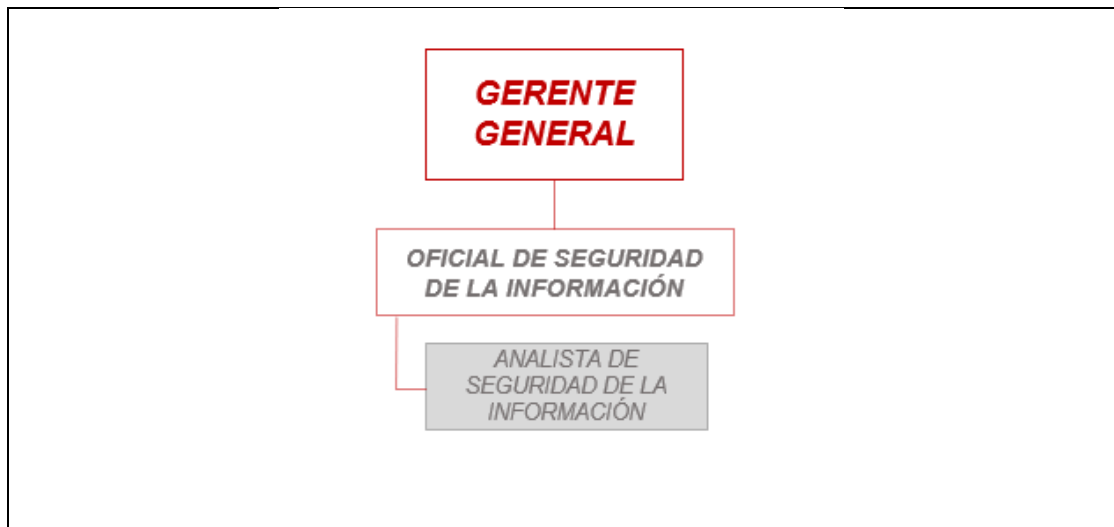 GERENTE
GENERAL
OFICIAL DE SEGURIDAD
DE LA INFORMACIÓN
ANALISTA DE
SEGURIDAD DE LA
INFORMACIÓN